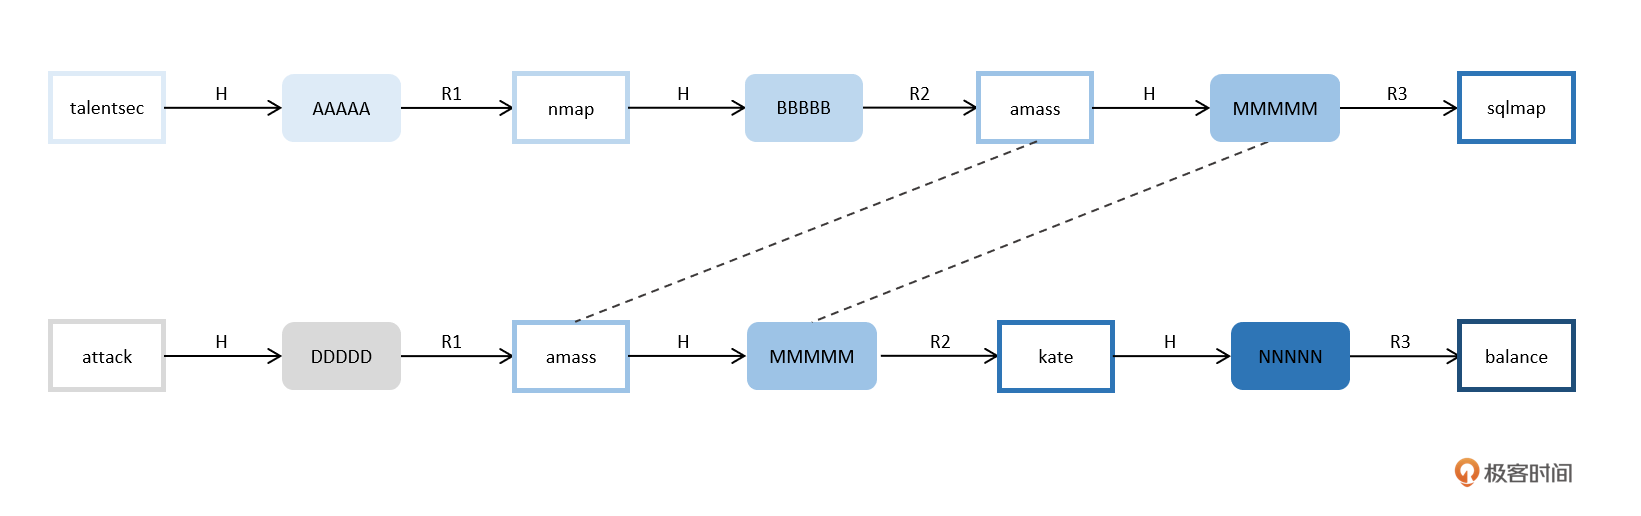 talentsec H AAAAA R1 nmap H BBBBB R2 amass H MMMMM R3 sqlmap
attack H DDDDD R1 amass H MMMMM R2 kate H NNNNN R3 balance
极客时间